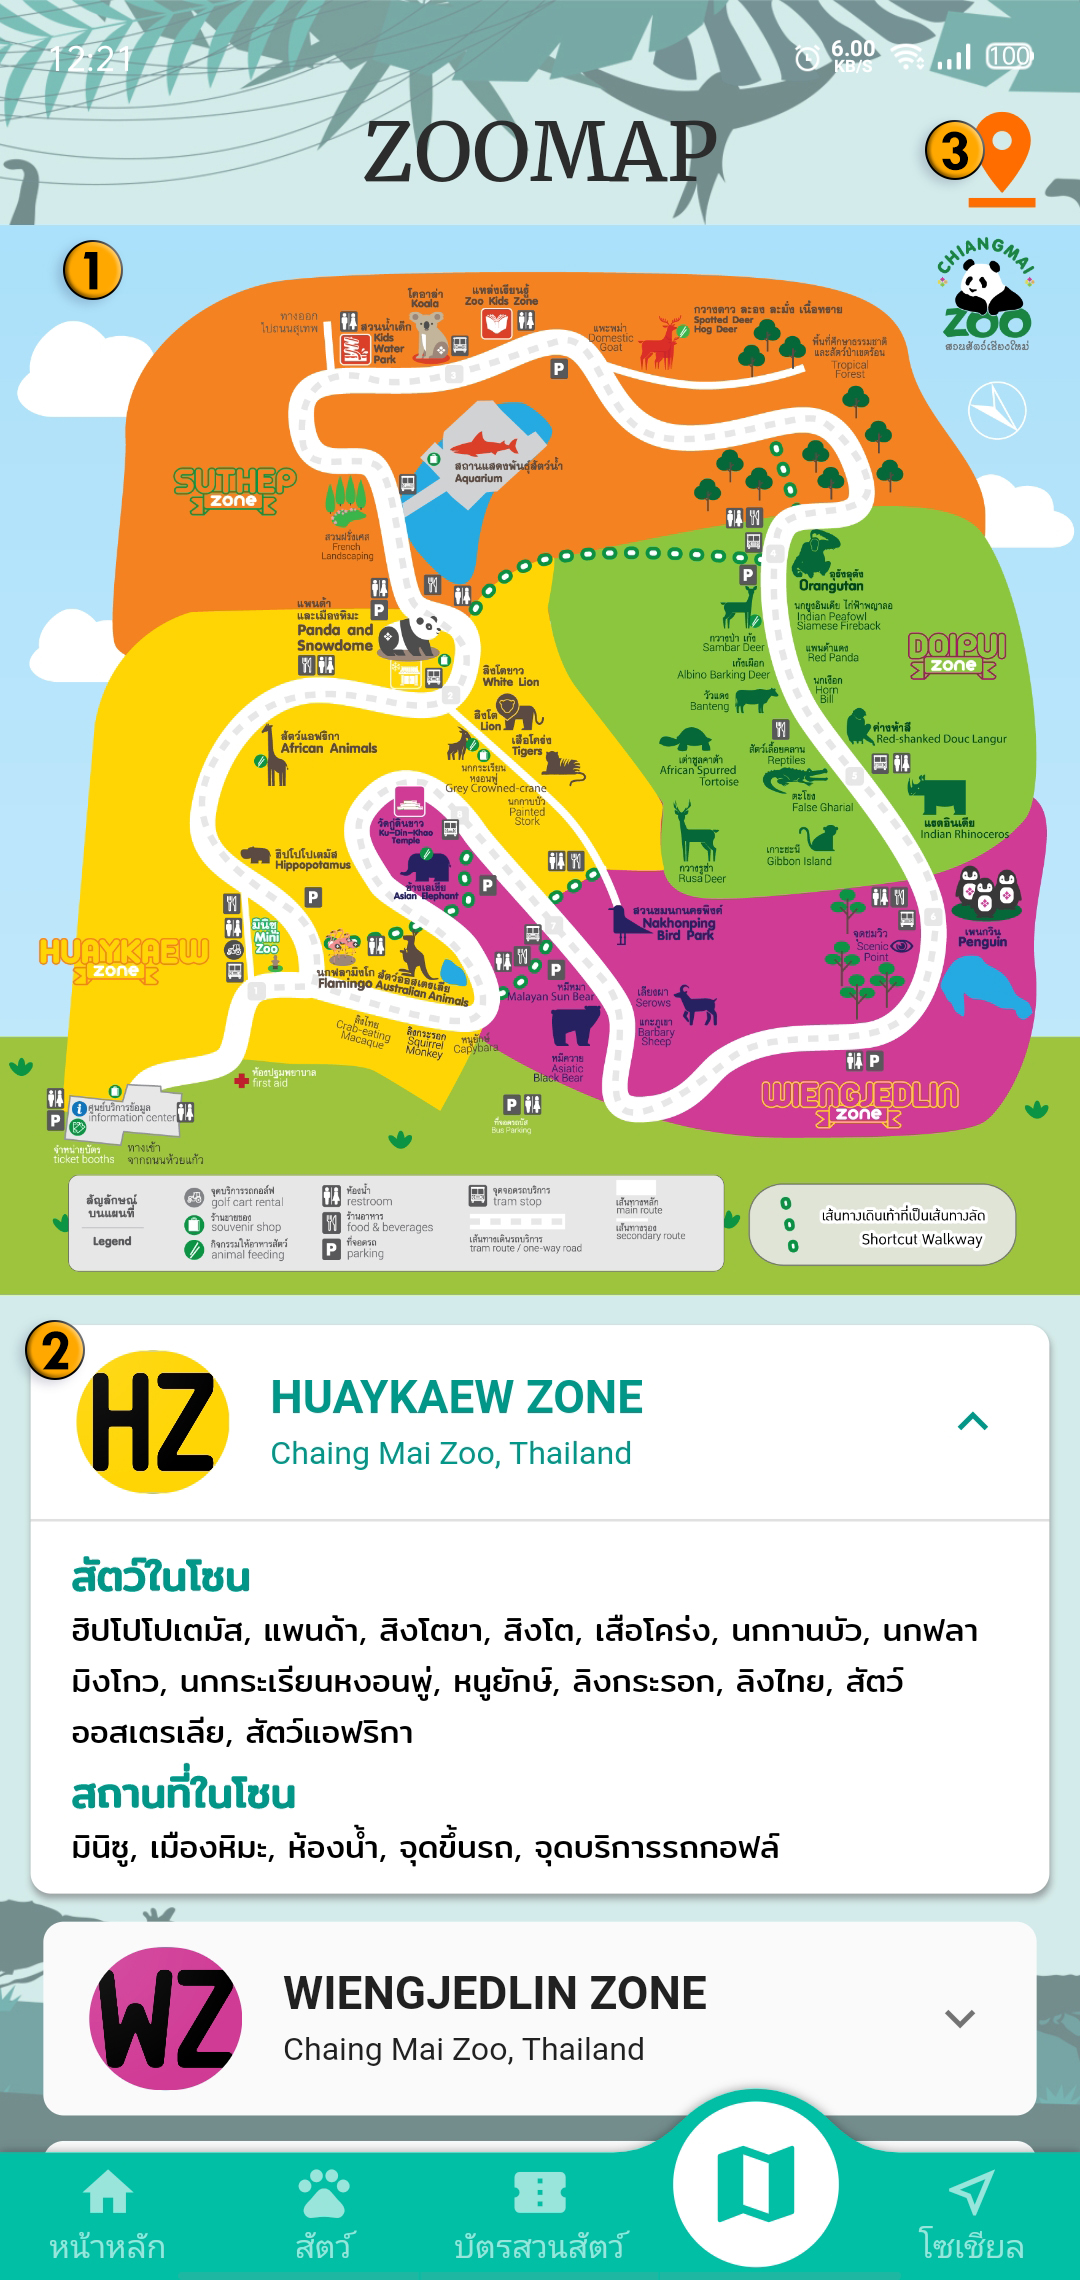 12:21
6.00
KB/S
100
ZOOMAP
3
1
CHIANGMAI
ZOO
สวนสัตว์เชียงใหม่
ทางออก
ไปถนนสุเทพ
สวนน้ำเด็ก
Kids
Water
Park
โคอาล่า
Koala
แหล่งเรียนรู้
Zoo Kids Zone
แพะพม่า
Domestic
Goat
กวางดาว ละอง ละมั่ง เนื้อทราย
Spotted Deer
Hog Deer
พื้นที่ศึกษาธรรมชาติ
และสัตว์ป่าเขตร้อน
Tropical
Forest
3
P
สถานแสดงพันธุ์สัตว์น้ำ
Aquarium
SUTHEP
zone
สวนฝรั่งเศส
French
Landscaping
P
อุรังอุตัง
Orangutan
นกยูงอินเดีย ไก่ฟ้าพญาลอ
Indian Peafowl
Siamese Fireback
กวางป่า เก้ง
Sambar Deer
แพนด้าแดง
Red Panda
DOIPUI
zone
เก้งเผือก
Albino Barking Deer
นกเงือก
Horn
Bill
วัวแดง
Banteng
P
แพนด้า
และเมืองหิมะ
Panda and
Snowdome
2
สิงโตขาว
White Lion
สิงโต
Lion
เสือโคร่ง
Tigers
สัตว์แอฟริกา
African Animals
นกกระเรียน
หงอนพู่
Grey Crowned-crane
นกกาบบัว
Painted
Stork
เต่าซูลคาต้า
African Spurred
Tortoise
สัตว์เลื้อยคลาน
Reptiles
ค่างห้าสี
Red-shanked Douc Langur
ตะโขง
False Gharial
5
แรดอินเดีย
Indian Rhinoceros
กวางรูซ่า
Rusa Deer
เกาะชะนี
Gibbon Island
วัดกู่ดินขาว
Ku-Din-Khao
Temple
ช้างเอเชีย
Asian Elephant
P
ฮิปโปโปเตมัส
Hippopotamus
P
มินิซู
Mini
Zoo
HUAYKAEW
zone
นกฟลามิงโก
Flamingo
สัตว์ออสเตรเลีย
Australian Animals
1
ลิงไทย
Crab-eating
Macaque
ลิงกระรอก
Squirrel
Monkey
หนูยักษ์
Capybara
7
สวนชมนกนครพิงค์
Nakhonping
Bird Park
P
หมีหมา
Malayan Sun Bear
หมีควาย
Asiatic
Black Bear
เลียงผา
Serows
แกะภูเขา
Barbary
Sheep
จุดชมวิว
Scenic
Point
6
เพนกวิน
Penguin
P
WIENGJEDLIN
zone
P
ที่จอดรถบัส
Bus Parking
ห้องปฐมพยาบาล
first aid
P
ศูนย์บริการข้อมูล
information center
จำหน่ายบัตร
ticket booths
ทางเข้า
จากถนนห้วยแก้ว
สัญลักษณ์
บนแผนที่
Legend
จุดบริการรถกอล์ฟ
golf cart rental
ร้านขายของ
souvenir shop
กิจกรรมให้อาหารสัตว์
animal feeding
ห้องน้ำ
restroom
ร้านอาหาร
food & beverages
P
ที่จอดรถ
parking
จุดจอดรถบริการ
tram stop
เส้นทางเดินรถบริการ
tram route / one-way road
เส้นทางหลัก
main route
เส้นทางรอง
secondary route
เส้นทางเดินเท้าที่เป็นเส้นทางลัด
Shortcut Walkway
2
HZ
HUAYKAEW ZONE
Chaing Mai Zoo, Thailand
สัตว์ในโซน
ฮิปโปโปเตมัส, แพนด้า, สิงโตขา, สิงโต, เสือโคร่ง, นกกานบัว, นกฟลา
มิงโกว, นกกระเรียนหงอนพู่, หนูยักษ์, ลิงกระรอก, ลิงไทย, สัตว์
ออสเตรเลีย, สัตว์แอฟริกา
สถานที่ในโซน
มินิซู, เมืองหิมะ, ห้องน้ำ, จุดขึ้นรถ, จุดบริการรถกอฟล์
WZ
WIENGJEDLIN ZONE
Chaing Mai Zoo, Thailand
หน้าหลัก
สัตว์
บัตรสวนสัตว์
โซเชียล